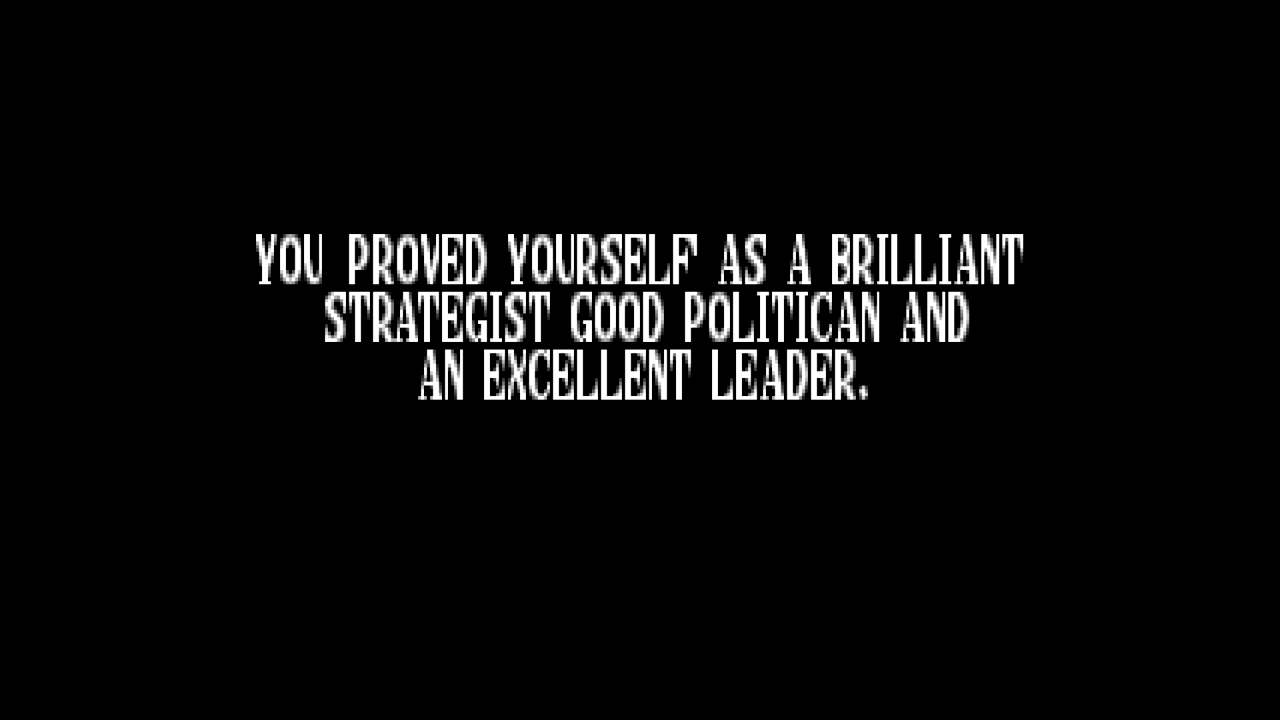 YOU PROVED YOURSELF AS A BRILLIANT
STRATEGIST GOOD POLITICAN AND
AN EXCELLENT LEADER.